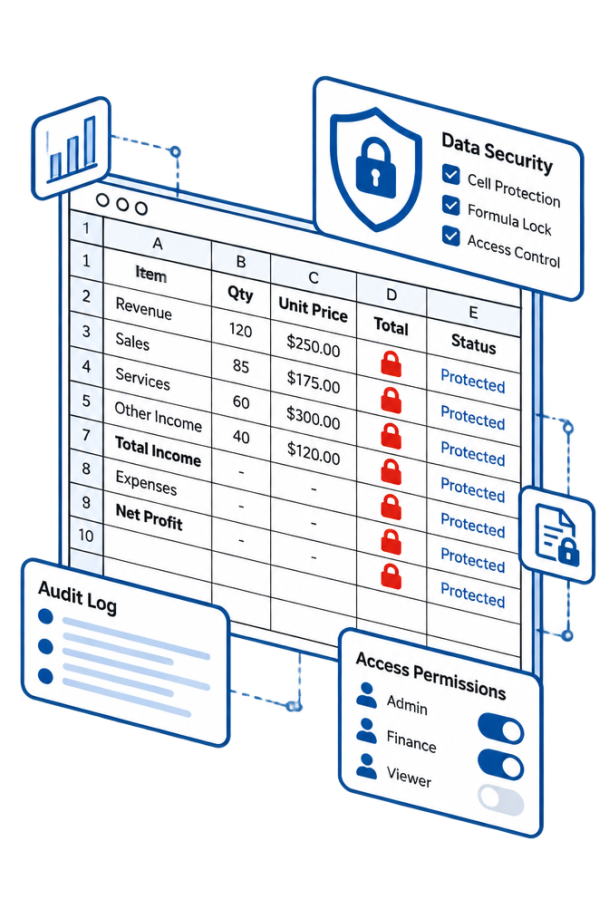 Data Security
Cell Protection
Formula Lock
Access Control
A B C D E
1
1 Item Qty Unit Price Total Status
2 Revenue 120 $250.00 Protected
3 Sales 85 $175.00 Protected
4 Services 60 $300.00 Protected
5 Other Income 40 $120.00 Protected
7 Total Income - - Protected
8 Expenses - - Protected
9 Net Profit - - Protected
10
Audit Log
Access Permissions
Admin
Finance
Viewer